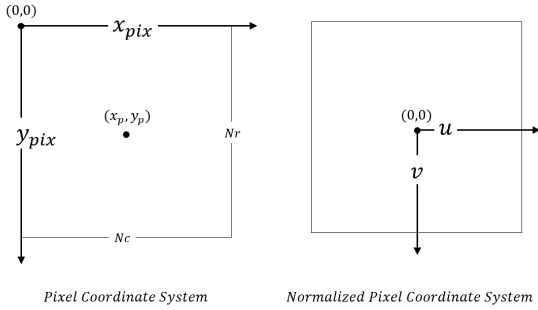 (0,0)
x_pix
(x_p, y_p)
y_pix
Nr
Nc
Pixel Coordinate System
(0,0)
u
v
Normalized Pixel Coordinate System